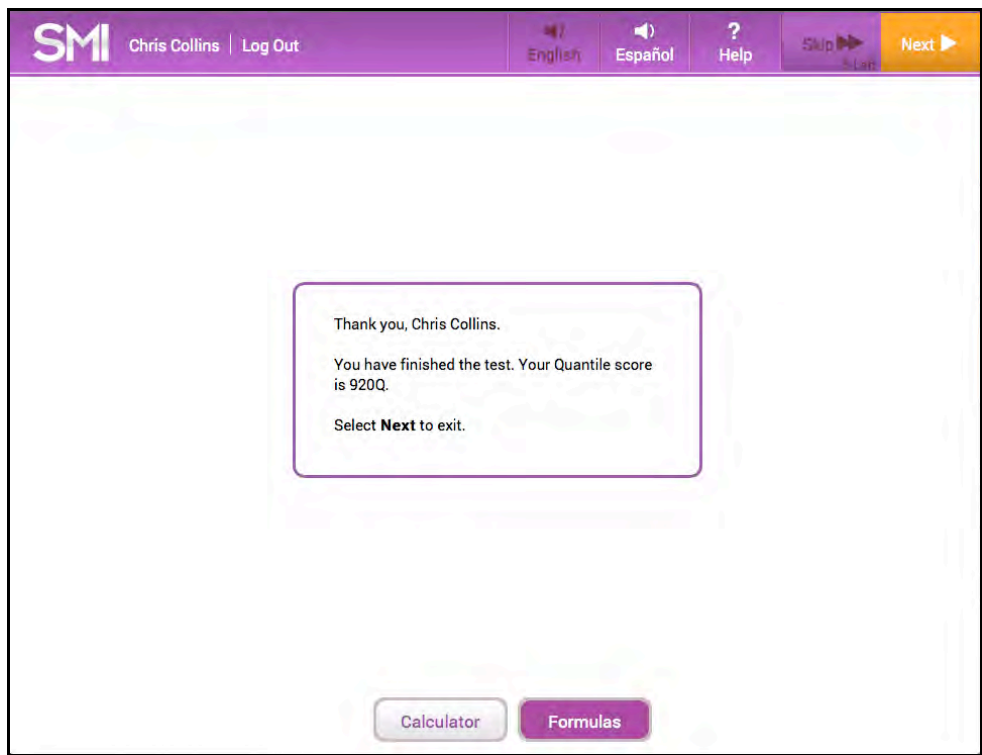 SMI Chris Collins | Log Out English Español ? Help Skip Next
Thank you, Chris Collins.
You have finished the test. Your Quantile score
is 920Q.
Select Next to exit.
Calculator Formulas